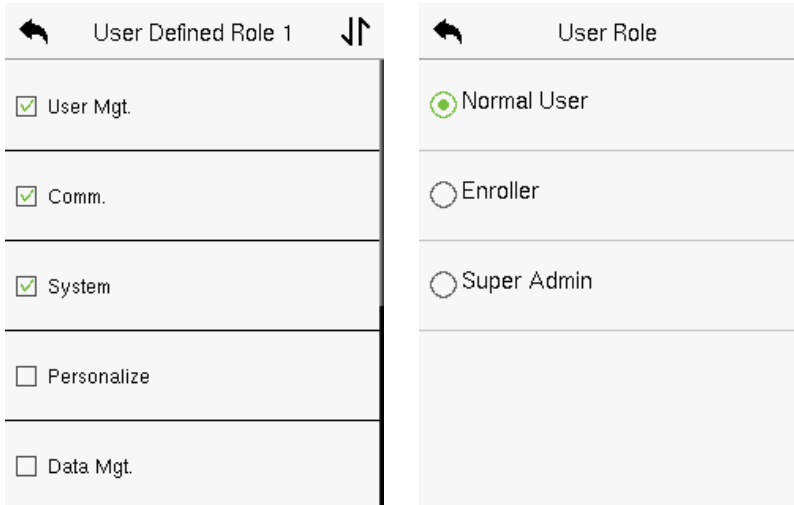 User Defined Role 1
User Mgt.
Comm.
System
Personalize
Data Mgt.
User Role
Normal User
Enroller
Super Admin